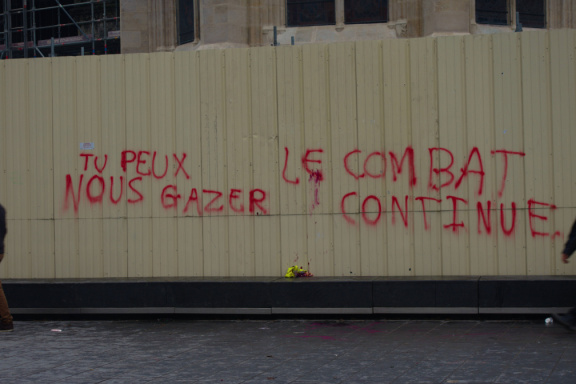 TU PEUX
NOUS GAZER
LE COMBAT
CONTINUE.